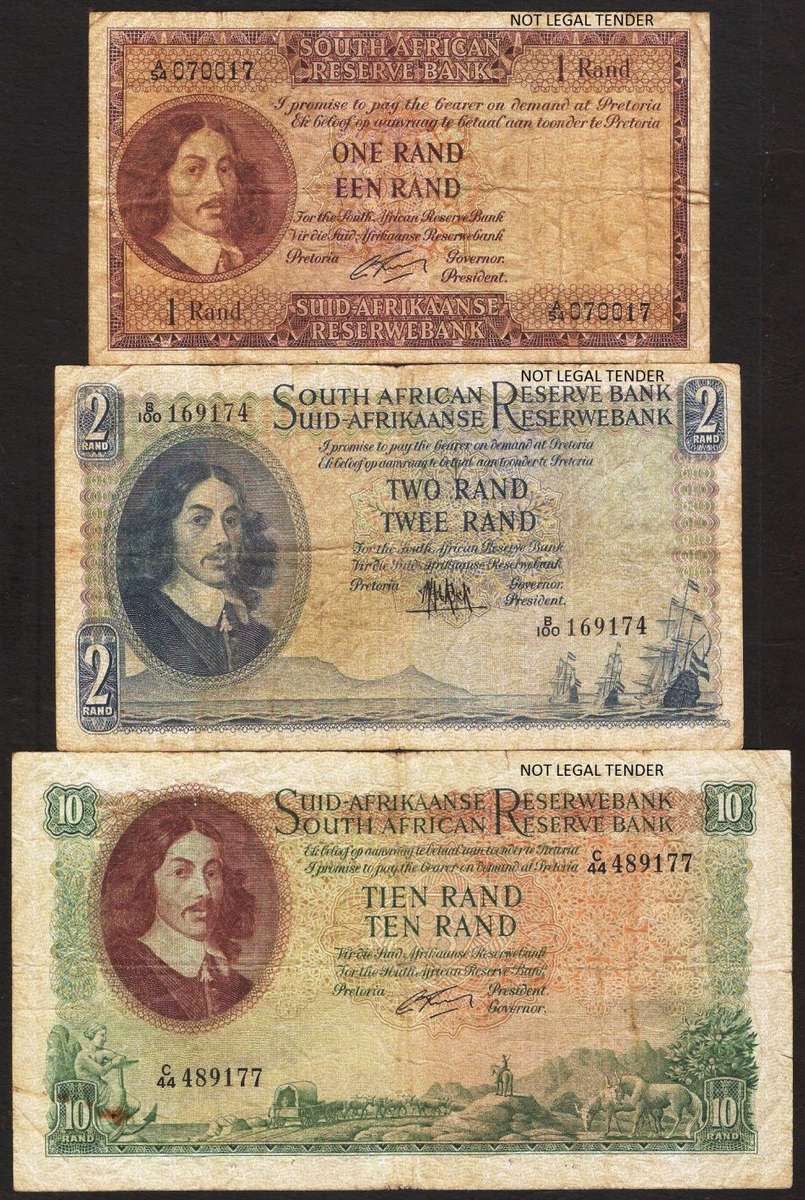 NOT LEGAL TENDER
A/54 070017
SOUTH AFRICAN
RESERVE BANK
1 Rand
I promise to pay the bearer on demand at Pretoria
Ek beloof op aanvraag te betaal aan toonder te Pretoria
ONE RAND
EEN RAND
For the South African Reserve Bank
Vir die Suid-Afrikaanse Reserwebank
Pretoria Governor.
President.
1 Rand
SUID-AFRIKAANSE
RESERWEBANK
A/54 070017
NOT LEGAL TENDER
2
RAND
B/100 169174
SOUTH AFRICAN RESERVE BANK
SUID-AFRIKAANSE RESERWEBANK
2
RAND
I promise to pay the bearer on demand at Pretoria
Ek beloof op aanvraag te betaal aan toonder te Pretoria
TWO RAND
TWEE RAND
For the South African Reserve Bank
Vir die Suid-Afrikaanse Reserwebank
Pretoria Governor.
President.
B/100 169174
2
RAND
NOT LEGAL TENDER
10
RAND
SUID-AFRIKAANSE RESERWEBANK
SOUTH AFRICAN RESERVE BANK
10
RAND
Ek beloof op aanvraag te betaal aan toonder te Pretoria
I promise to pay the bearer on demand at Pretoria
C/44 489177
TIEN RAND
TEN RAND
Vir die Suid-Afrikaanse Reserwebank
For the South African Reserve Bank
Pretoria President.
Governor.
C/44 489177
10
RAND
10
RAND